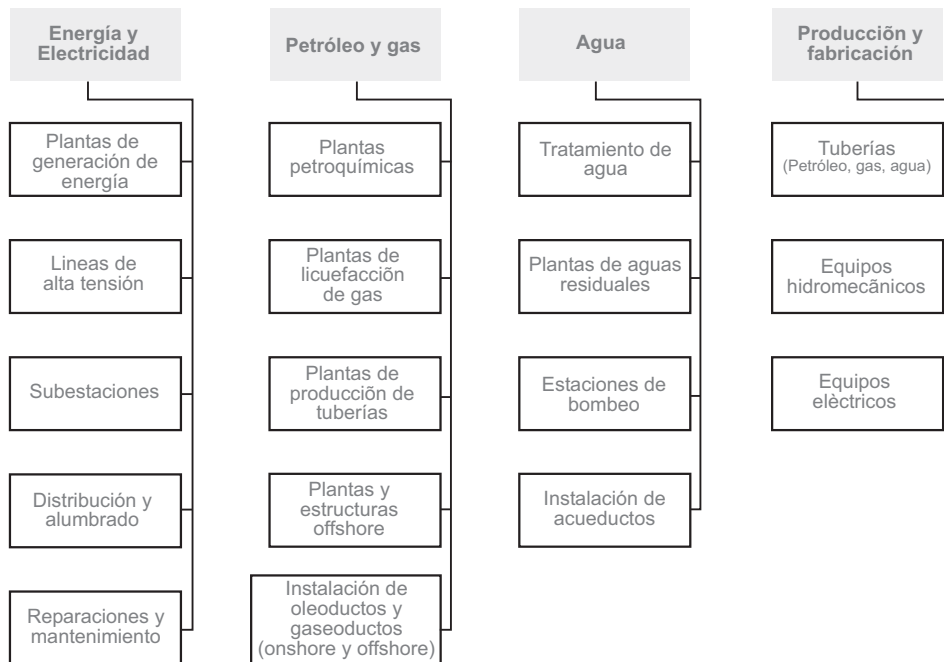 Energía y
Electricidad
Plantas de
generación de
energía
Lineas de
alta tensión
Subestaciones
Distribución y
alumbrado
Reparaciones y
mantenimiento
Petróleo y gas
Plantas
petroquímicas
Plantas de
licuefacciõn
de gas
Plantas de
producción de
tuberías
Plantas y
estructuras
offshore
Instalación de
oleoductos y
gaseoductos
(onshore y offshore)
Agua
Tratamiento de
agua
Plantas de aguas
residuales
Estaciones de
bombeo
Instalación de
acueductos
Producciõn y
fabricación
Tuberías
(Petróleo, gas, agua)
Equipos
hidromecãnicos
Equipos
elèctricos